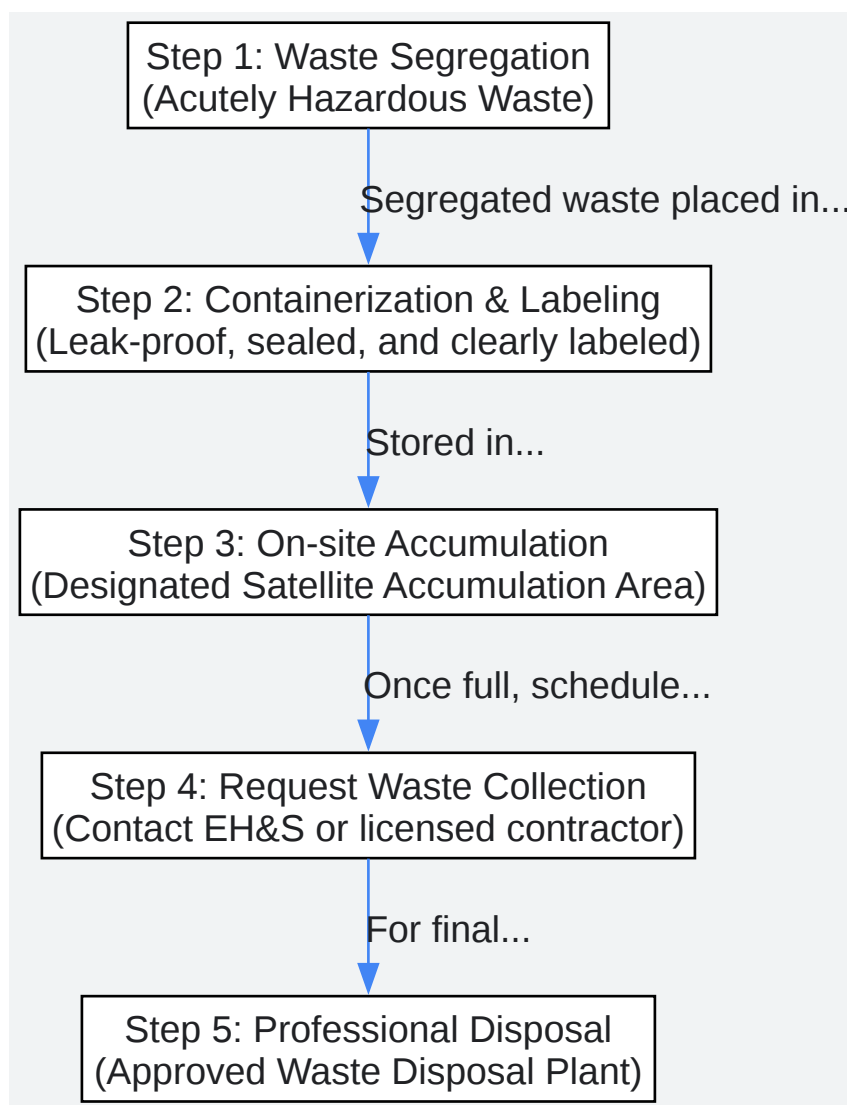 Step 1: Waste Segregation
(Acutely Hazardous Waste)
Segregated waste placed in...
Step 2: Containerization & Labeling
(Leak-proof, sealed, and clearly labeled)
Stored in...
Step 3: On-site Accumulation
(Designated Satellite Accumulation Area)
Once full, schedule...
Step 4: Request Waste Collection
(Contact EH&S or licensed contractor)
For final...
Step 5: Professional Disposal
(Approved Waste Disposal Plant)